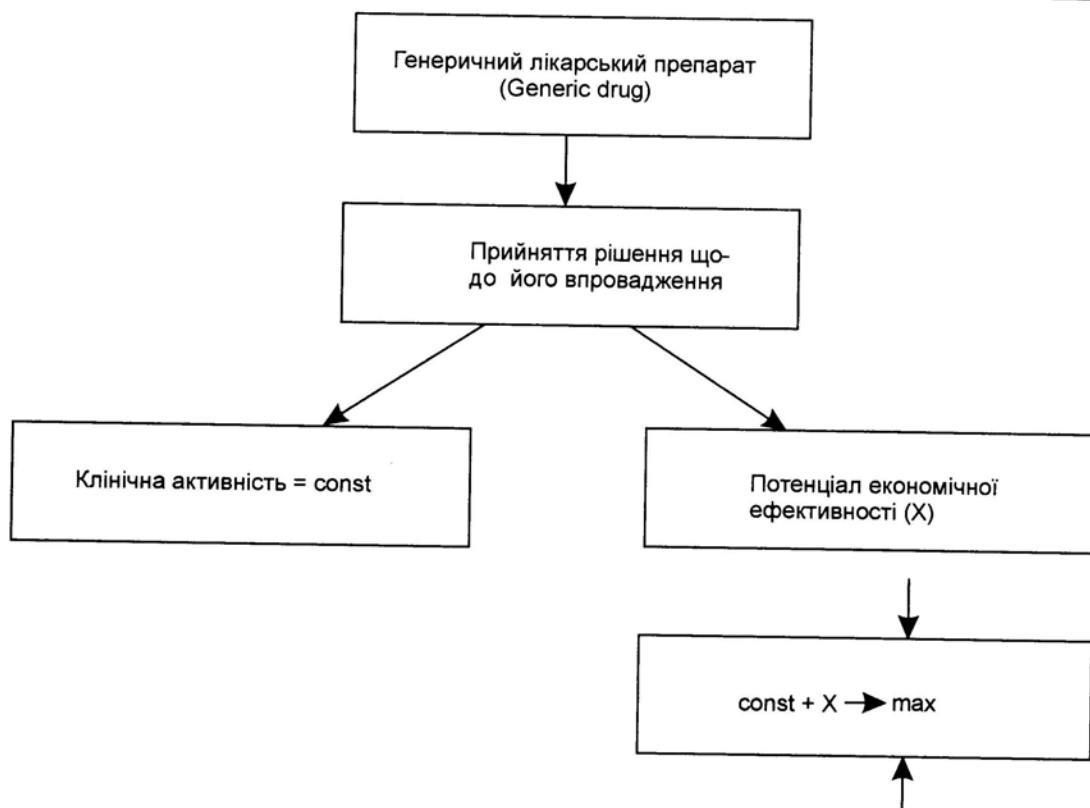 Генеричний лікарський препарат
(Generic drug)
Прийняття рішення що-
до його впровадження
Клінічна активність = const
Потенціал економічної
ефективності (X)
const + X → max